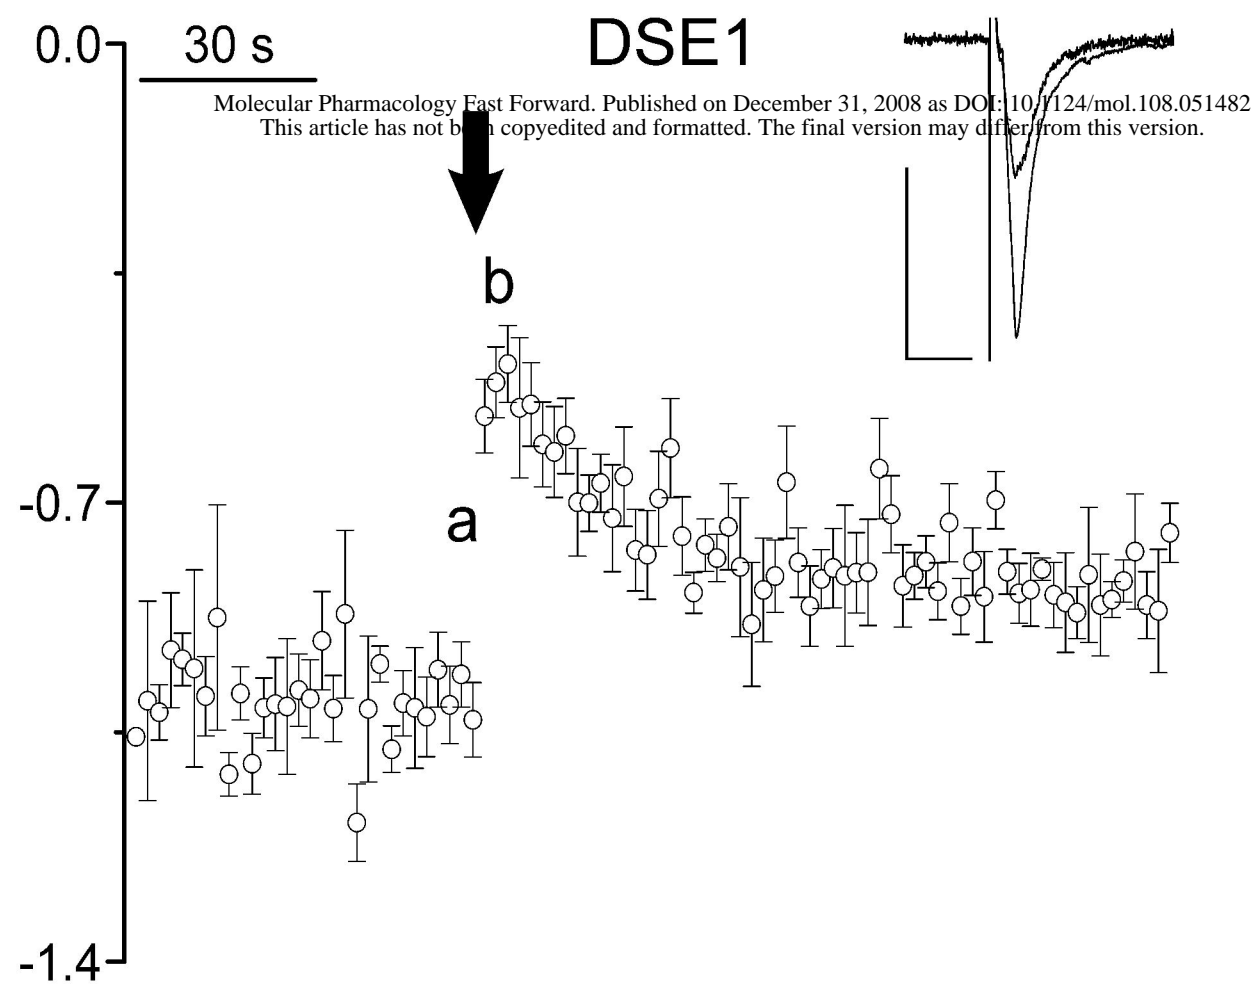 0.0
30 s
DSE1
Molecular Pharmacology Fast Forward. Published on December 31, 2008 as DOI: 10.1124/mol.108.051482
This article has not been copyedited and formatted. The final version may differ from this version.
b
-0.7
a
-1.4